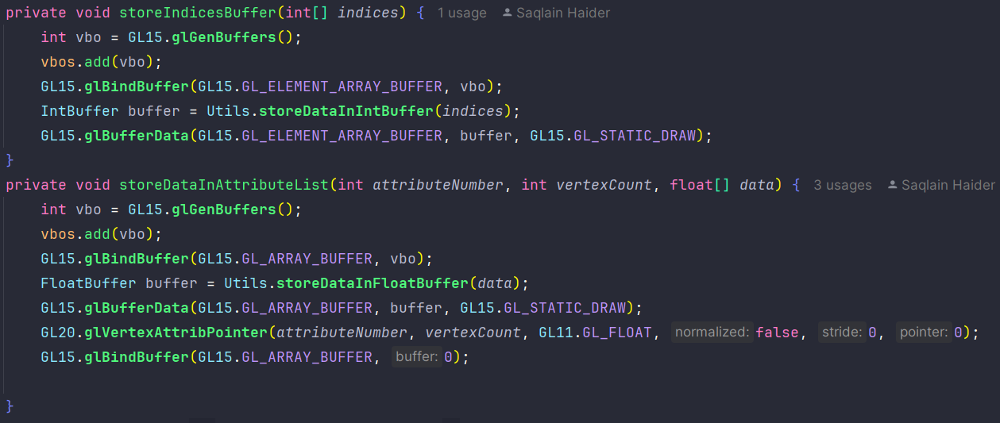 private void storeIndicesBuffer(int[] indices) { 1 usage Saqlain Haider
int vbo = GL15.glGenBuffers();
vbos.add(vbo);
GL15.glBindBuffer(GL15.GL_ELEMENT_ARRAY_BUFFER, vbo);
IntBuffer buffer = Utils.storeDataInIntBuffer(indices);
GL15.glBufferData(GL15.GL_ELEMENT_ARRAY_BUFFER, buffer, GL15.GL_STATIC_DRAW);
}
private void storeDataInAttributeList(int attributeNumber, int vertexCount, float[] data) { 3 usages Saqlain Haider
int vbo = GL15.glGenBuffers();
vbos.add(vbo);
GL15.glBindBuffer(GL15.GL_ARRAY_BUFFER, vbo);
FloatBuffer buffer = Utils.storeDataInFloatBuffer(data);
GL15.glBufferData(GL15.GL_ARRAY_BUFFER, buffer, GL15.GL_STATIC_DRAW);
GL20.glVertexAttribPointer(attributeNumber, vertexCount, GL11.GL_FLOAT, normalized: false, stride: 0, pointer: 0);
GL15.glBindBuffer(GL15.GL_ARRAY_BUFFER, buffer: 0);
}